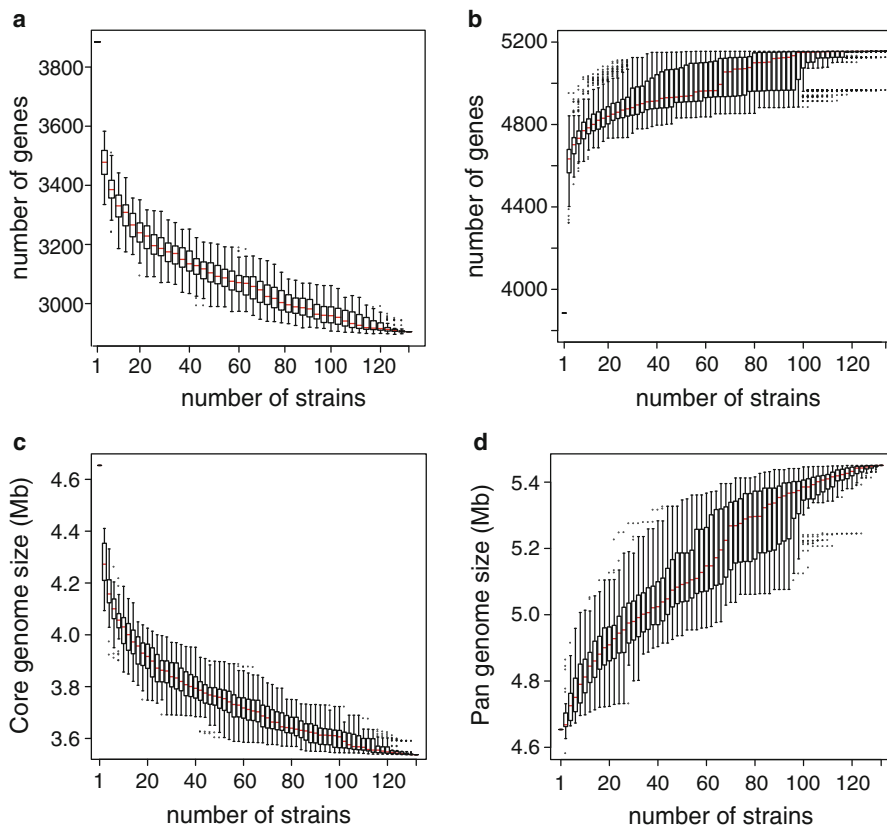 a
number of genes
3800
3600
3400
3200
3000
1 20 40 60 80 100 120
number of strains
b
number of genes
5200
4800
4400
4000
1 20 40 60 80 100 120
number of strains
c
Core genome size (Mb)
4.6
4.4
4.2
4.0
3.8
3.6
1 20 40 60 80 100 120
number of strains
d
Pan genome size (Mb)
5.4
5.2
5.0
4.8
4.6
1 20 40 60 80 100 120
number of strains